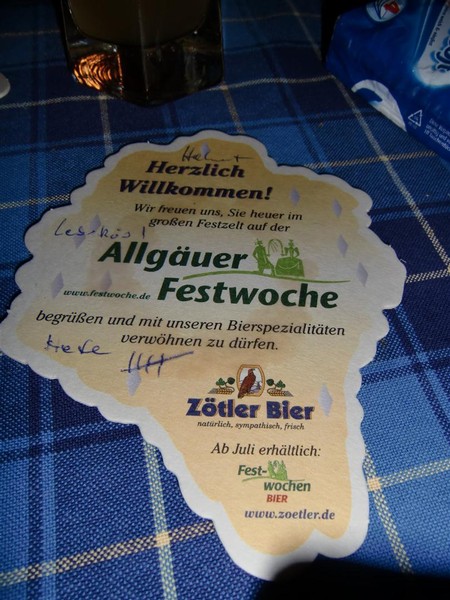 Helmut
Herzlich
Willkommen!
Wir freuen uns, Sie heuer im
großen Festzelt auf der
Allgäuer
www.festwoche.de Festwoche
begrüßen und mit unseren Bierspezialitäten
verwöhnen zu dürfen.
Zötler Bier
natürlich, sympathisch, frisch
Ab Juli erhältlich:
Fest-
wochen
BIER
www.zoetler.de